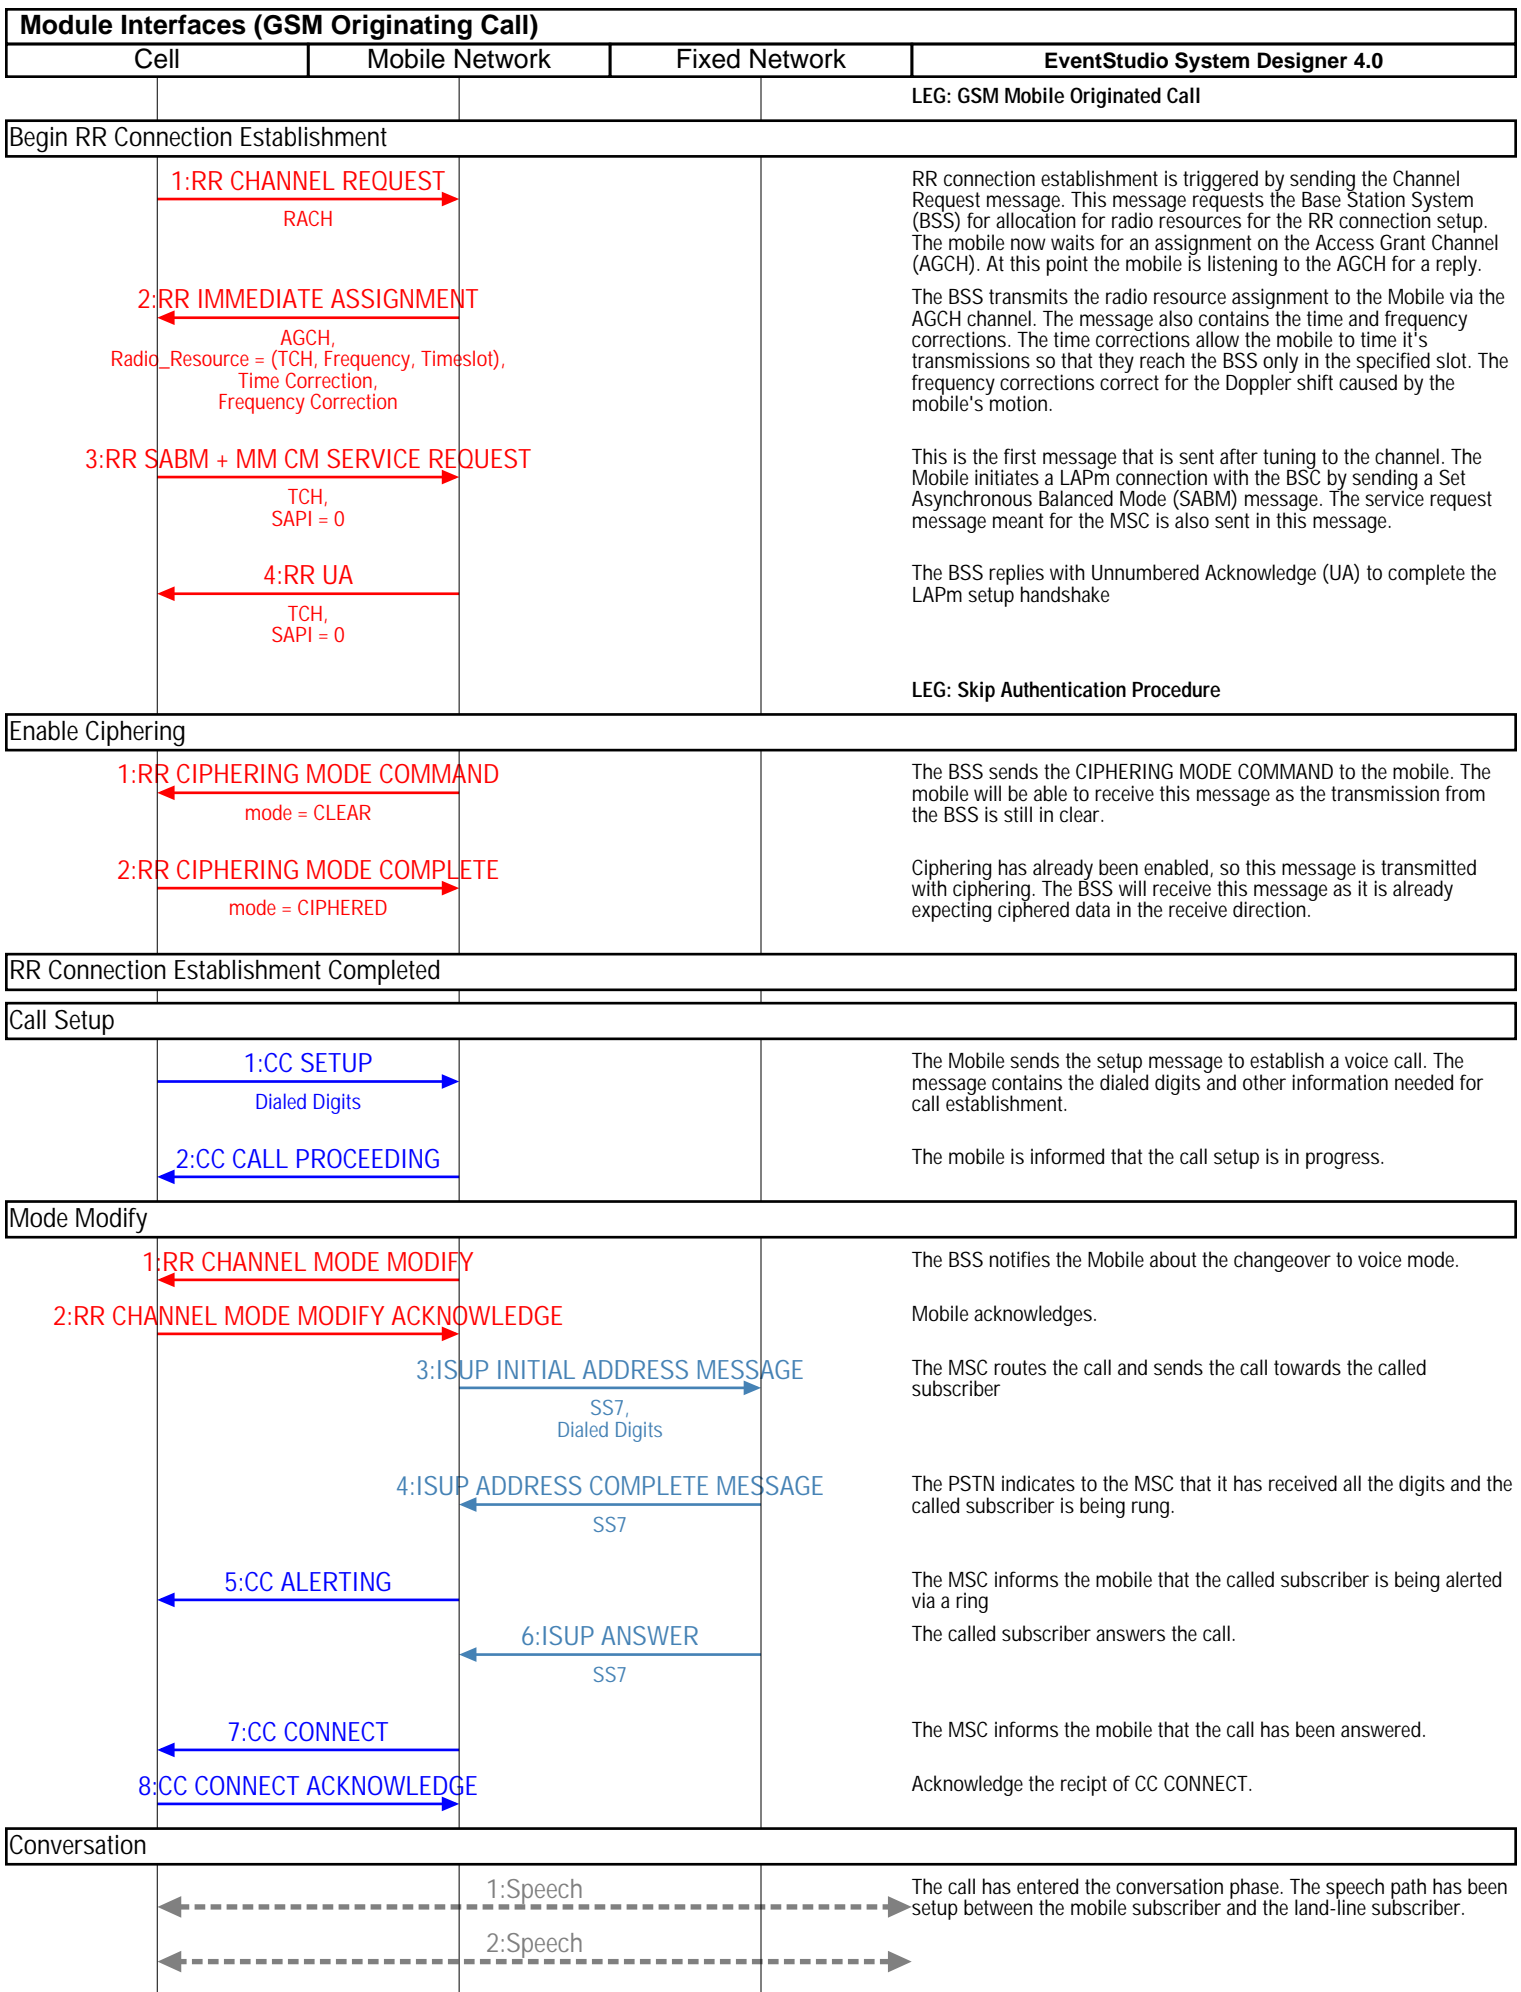 Module Interfaces (GSM Originating Call)
Cell
Mobile Network
Fixed Network
EventStudio System Designer 4.0
LEG: GSM Mobile Originated Call
Begin RR Connection Establishment
1:RR CHANNEL REQUEST
RACH
RR connection establishment is triggered by sending the Channel
Request message. This message requests the Base Station System
(BSS) for allocation for radio resources for the RR connection setup.
The mobile now waits for an assignment on the Access Grant Channel
(AGCH). At this point the mobile is listening to the AGCH for a reply.
2:RR IMMEDIATE ASSIGNMENT
AGCH,
Radio_Resource = (TCH, Frequency, Timeslot),
Time Correction,
Frequency Correction
The BSS transmits the radio resource assignment to the Mobile via the
AGCH channel. The message also contains the time and frequency
corrections. The time corrections allow the mobile to time it's
transmissions so that they reach the BSS only in the specified slot. The
frequency corrections correct for the Doppler shift caused by the
mobile's motion.
3:RR SABM + MM CM SERVICE REQUEST
TCH,
SAPI = 0
This is the first message that is sent after tuning to the channel. The
Mobile initiates a LAPm connection with the BSC by sending a Set
Asynchronous Balanced Mode (SABM) message. The service request
message meant for the MSC is also sent in this message.
4:RR UA
TCH,
SAPI = 0
The BSS replies with Unnumbered Acknowledge (UA) to complete the
LAPm setup handshake
LEG: Skip Authentication Procedure
Enable Ciphering
1:RR CIPHERING MODE COMMAND
mode = CLEAR
The BSS sends the CIPHERING MODE COMMAND to the mobile. The
mobile will be able to receive this message as the transmission from
the BSS is still in clear.
2:RR CIPHERING MODE COMPLETE
mode = CIPHERED
Ciphering has already been enabled, so this message is transmitted
with ciphering. The BSS will receive this message as it is already
expecting ciphered data in the receive direction.
RR Connection Establishment Completed
Call Setup
1:CC SETUP
Dialed Digits
The Mobile sends the setup message to establish a voice call. The
message contains the dialed digits and other information needed for
call establishment.
2:CC CALL PROCEEDING
The mobile is informed that the call setup is in progress.
Mode Modify
1:RR CHANNEL MODE MODIFY
The BSS notifies the Mobile about the changeover to voice mode.
2:RR CHANNEL MODE MODIFY ACKNOWLEDGE
Mobile acknowledges.
3:ISUP INITIAL ADDRESS MESSAGE
SS7,
Dialed Digits
The MSC routes the call and sends the call towards the called
subscriber
4:ISUP ADDRESS COMPLETE MESSAGE
SS7
The PSTN indicates to the MSC that it has received all the digits and the
called subscriber is being rung.
5:CC ALERTING
The MSC informs the mobile that the called subscriber is being alerted
via a ring
6:ISUP ANSWER
SS7
The called subscriber answers the call.
7:CC CONNECT
The MSC informs the mobile that the call has been answered.
8:CC CONNECT ACKNOWLEDGE
Acknowledge the recipt of CC CONNECT.
Conversation
1:Speech
The call has entered the conversation phase. The speech path has been
setup between the mobile subscriber and the land-line subscriber.
2:Speech